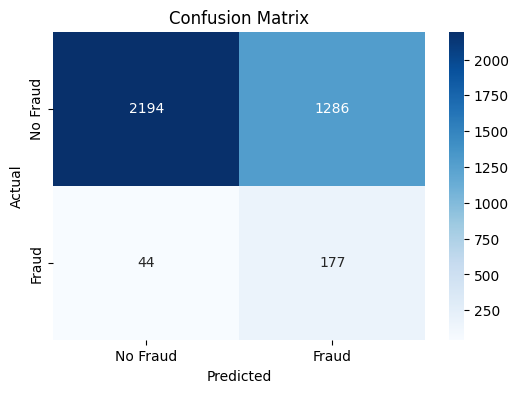 Confusion Matrix
Actual
No Fraud
2194
1286
Fraud
44
177
No Fraud
Fraud
Predicted
2000
1750
1500
1250
1000
750
500
250